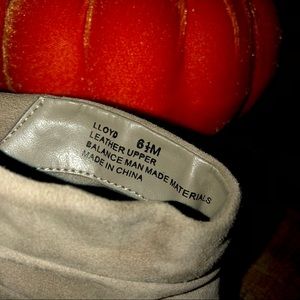 LLOYD 6½M
LEATHER UPPER
BALANCE MAN MADE MATERIALS
MADE IN CHINA